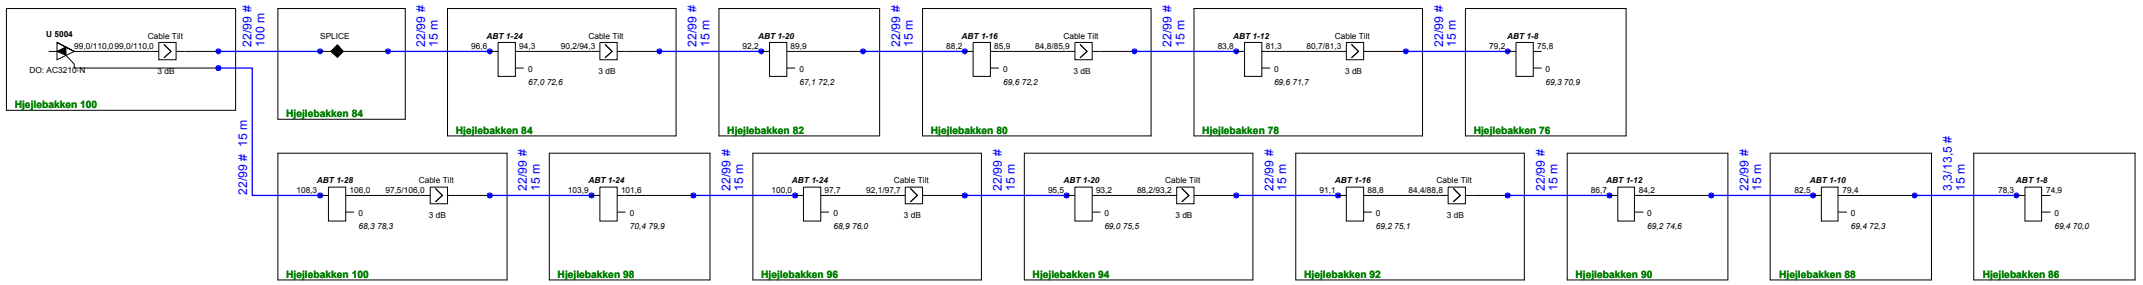 U 5004
99,0/110,0 99,0/110,0
Cable Tilt
3 dB
DO: AC3210-N
Hjejlebakken 100
22/99 #
100 m
SPLICE
Hjejlebakken 84
22/99 #
15 m
ABT 1-24
96,6
94,3
0
67,0 72,6
90,2/94,3
Cable Tilt
3 dB
Hjejlebakken 84
22/99 #
15 m
ABT 1-20
92,2
89,9
0
67,1 72,2
Hjejlebakken 82
22/99 #
15 m
ABT 1-16
88,2
85,9
0
69,6 72,2
84,8/85,9
Cable Tilt
3 dB
Hjejlebakken 80
22/99 #
15 m
ABT 1-12
83,8
81,3
0
69,6 71,7
80,7/81,3
Cable Tilt
3 dB
Hjejlebakken 78
22/99 #
15 m
ABT 1-8
79,2
75,8
0
69,3 70,9
Hjejlebakken 76
22/99 # 15 m
ABT 1-28
108,3
106,0
0
68,3 78,3
97,5/106,0
Cable Tilt
3 dB
Hjejlebakken 100
22/99 #
15 m
ABT 1-24
103,9
101,6
0
70,4 79,9
Hjejlebakken 98
22/99 #
15 m
ABT 1-24
100,0
97,7
0
68,9 76,0
92,1/97,7
Cable Tilt
3 dB
Hjejlebakken 96
22/99 #
15 m
ABT 1-20
95,5
93,2
0
69,0 75,5
88,2/93,2
Cable Tilt
3 dB
Hjejlebakken 94
22/99 #
15 m
ABT 1-16
91,1
88,8
0
69,2 75,1
84,4/88,8
Cable Tilt
3 dB
Hjejlebakken 92
22/99 #
15 m
ABT 1-12
86,7
84,2
0
69,2 74,6
Hjejlebakken 90
22/99 #
15 m
ABT 1-10
82,5
79,4
0
69,4 72,3
Hjejlebakken 88
3,3/13,5 #
15 m
ABT 1-8
78,3
74,9
0
69,4 70,0
Hjejlebakken 86